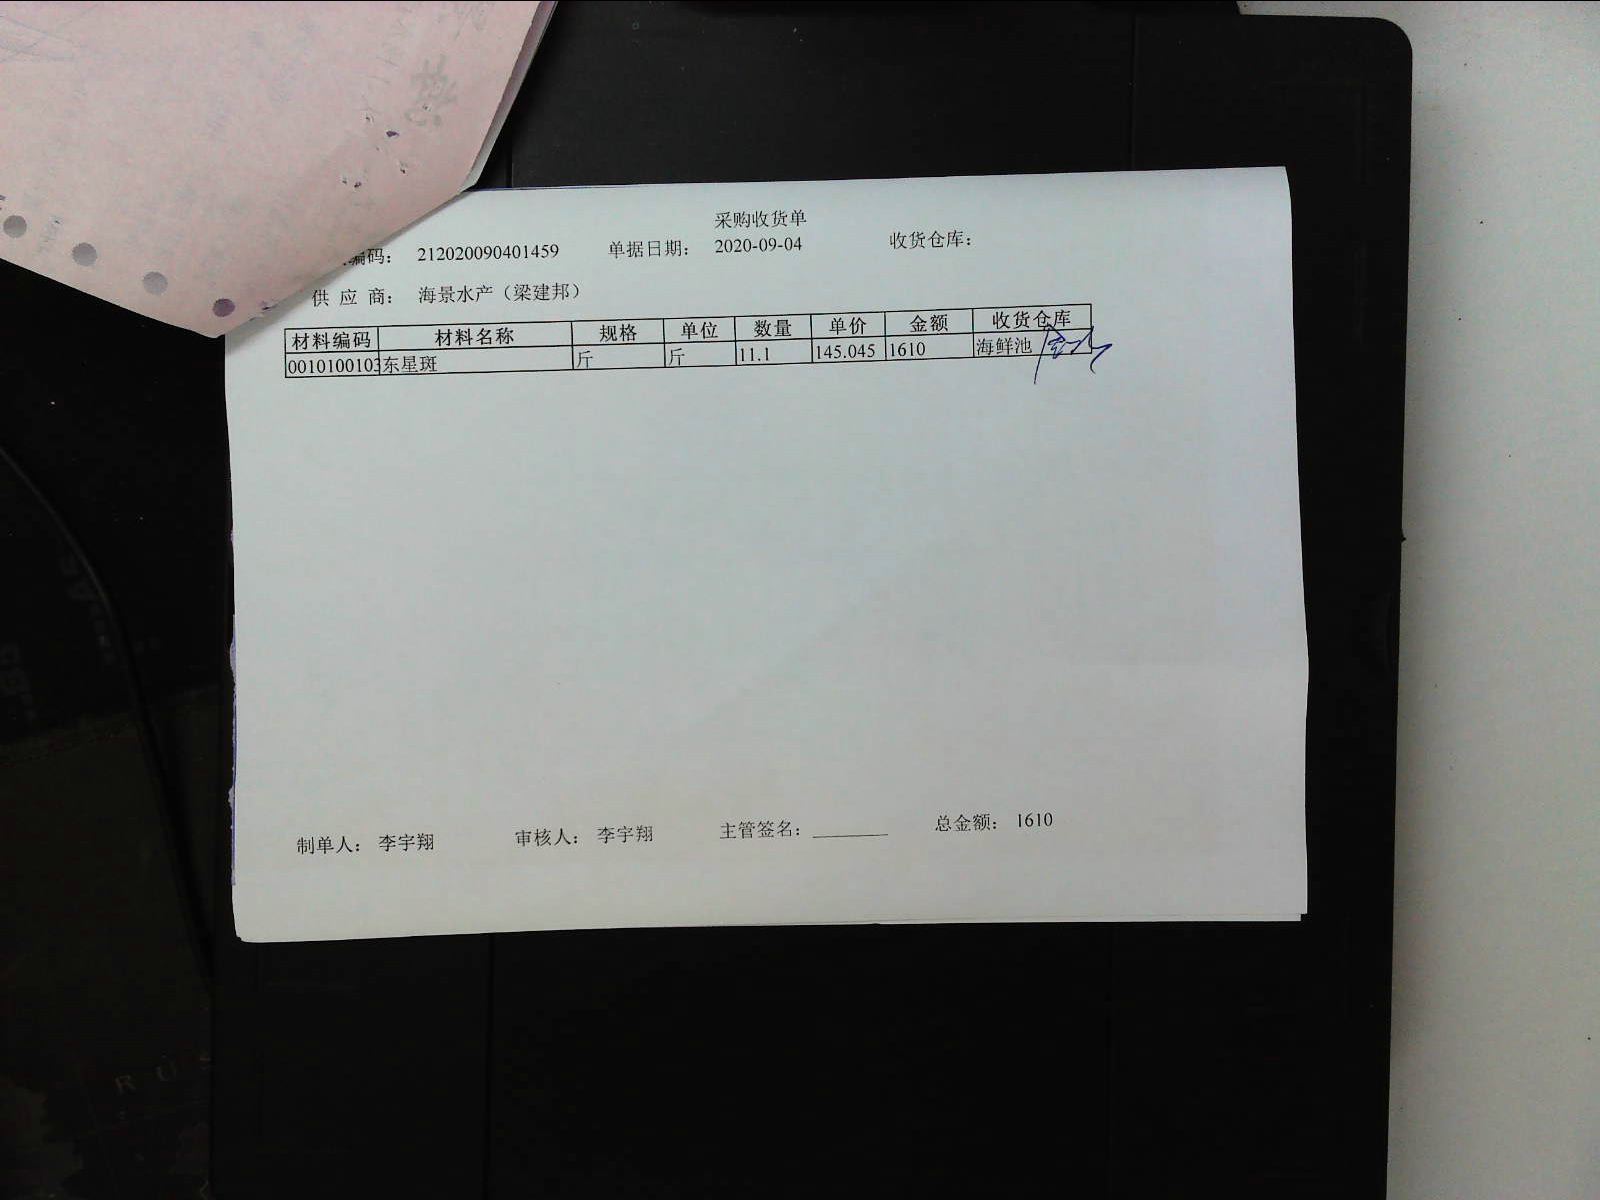 采购收货单
编码： 212020090401459 单据日期： 2020-09-04 收货仓库：
供 应 商： 海景水产（梁建邦）
材料编码 材料名称 规格 单位 数量 单价 金额 收货仓库
0010100103 东星斑 斤 斤 11.1 145.045 1610 海鲜池
制单人： 李宇翔 审核人： 李宇翔 主管签名：________ 总金额： 1610